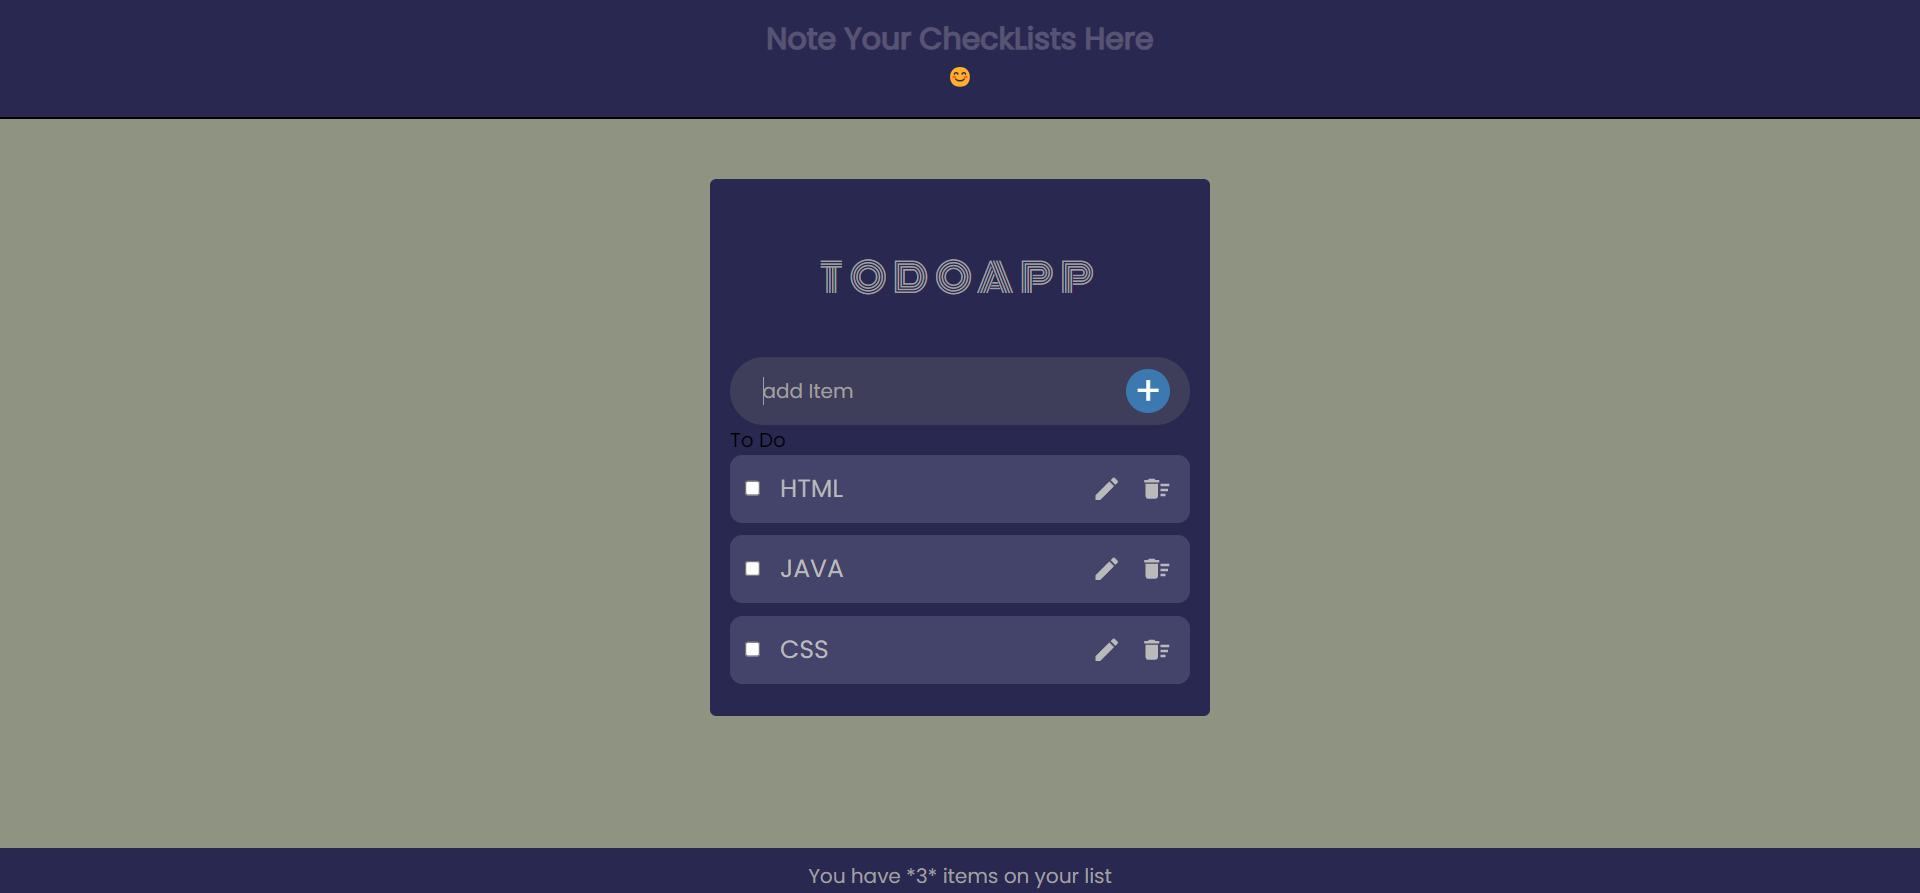 Note Your CheckLists Here
😊
TODOAPP
add Item
To Do
HTML
JAVA
CSS
You have *3* items on your list